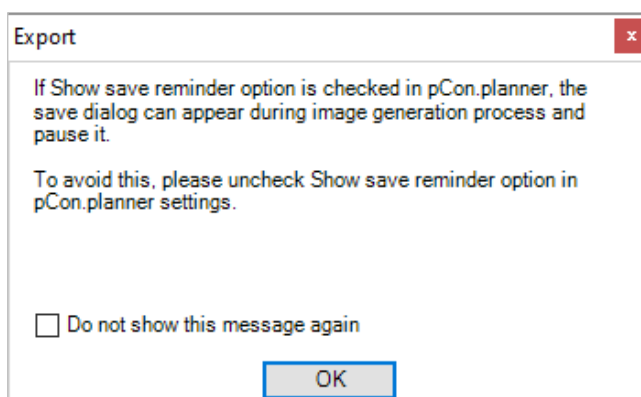 Export
x
If Show save reminder option is checked in pCon.planner, the
save dialog can appear during image generation process and
pause it.
To avoid this, please uncheck Show save reminder option in
pCon.planner settings.
Do not show this message again
OK